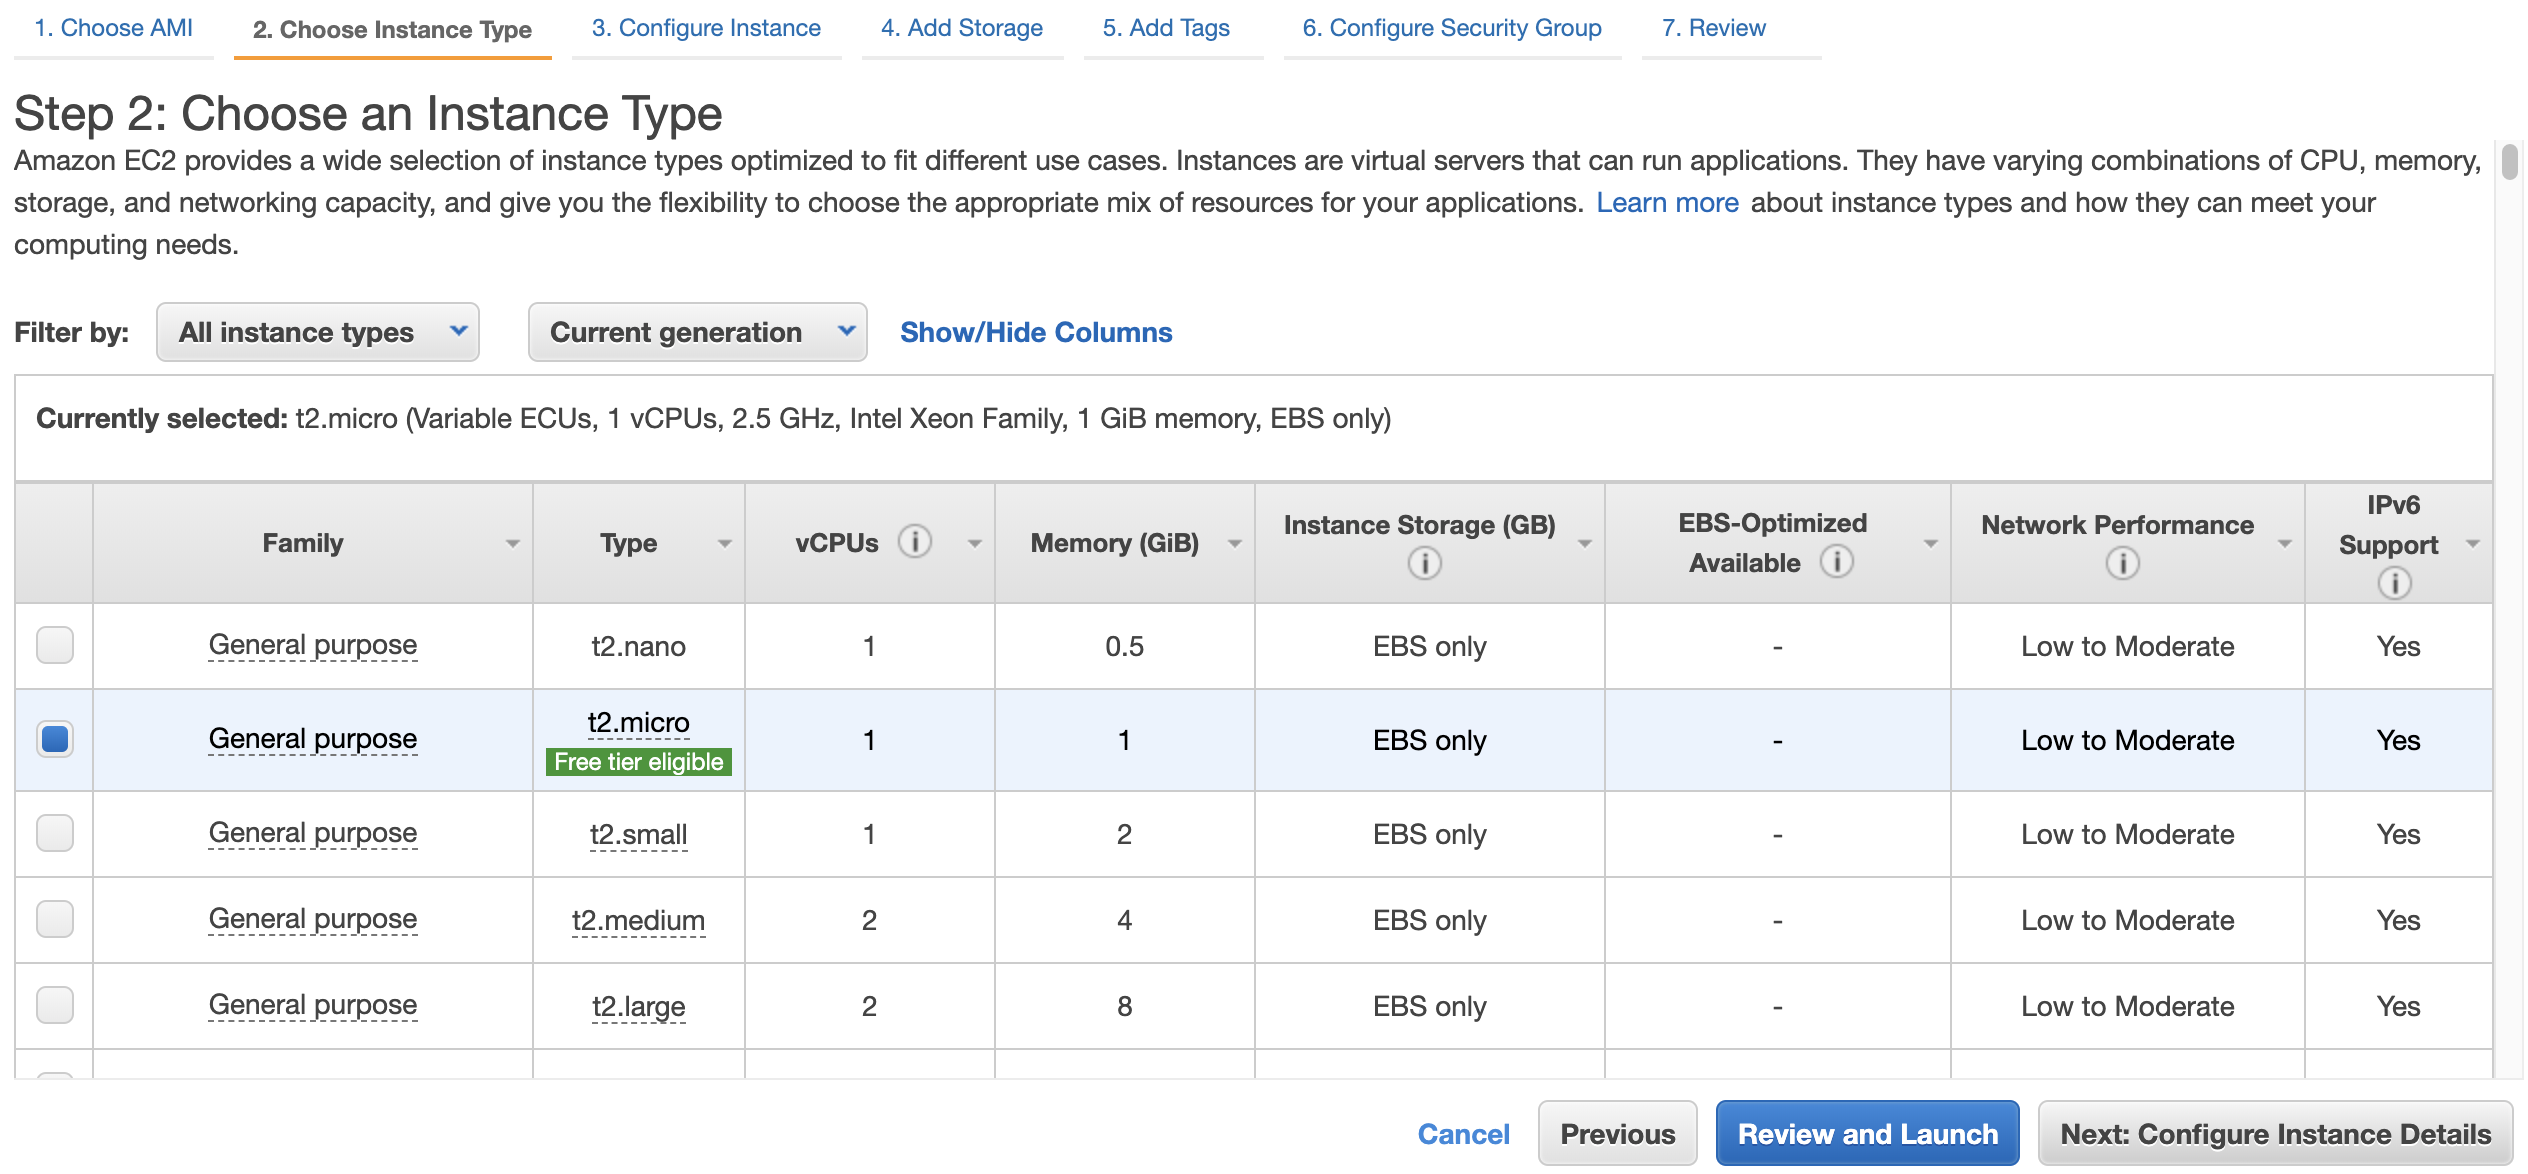 1. Choose AMI 2. Choose Instance Type 3. Configure Instance 4. Add Storage 5. Add Tags 6. Configure Security Group 7. Review
Step 2: Choose an Instance Type
Amazon EC2 provides a wide selection of instance types optimized to fit different use cases. Instances are virtual servers that can run applications. They have varying combinations of CPU, memory,
storage, and networking capacity, and give you the flexibility to choose the appropriate mix of resources for your applications. Learn more about instance types and how they can meet your
computing needs.
Filter by: All instance types Current generation Show/Hide Columns
Currently selected: t2.micro (Variable ECUs, 1 vCPUs, 2.5 GHz, Intel Xeon Family, 1 GiB memory, EBS only)
Family Type vCPUs i Memory (GiB) Instance Storage (GB) i EBS-Optimized Available i Network Performance i IPv6 Support i
General purpose t2.nano 1 0.5 EBS only - Low to Moderate Yes
General purpose t2.micro Free tier eligible 1 1 EBS only - Low to Moderate Yes
General purpose t2.small 1 2 EBS only - Low to Moderate Yes
General purpose t2.medium 2 4 EBS only - Low to Moderate Yes
General purpose t2.large 2 8 EBS only - Low to Moderate Yes
Cancel Previous Review and Launch Next: Configure Instance Details